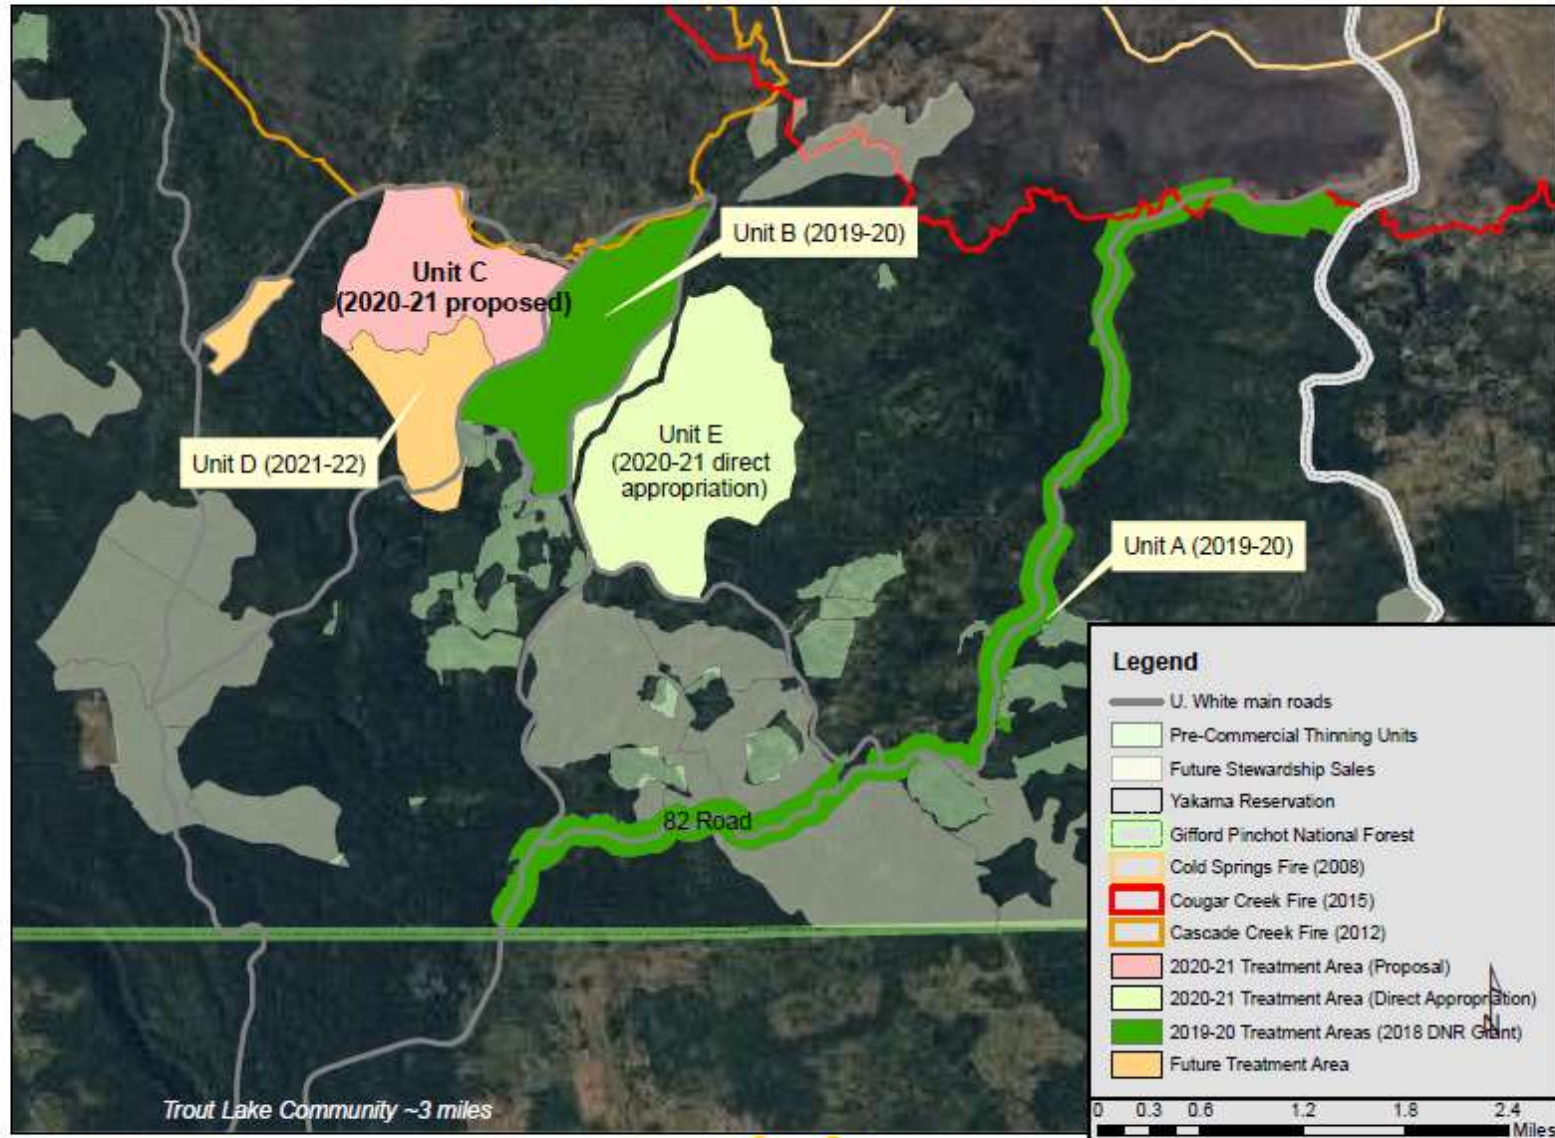 Unit B (2019-20)
Unit C
(2020-21 proposed)
Unit E
(2020-21 direct
appropriation)
Unit D (2021-22)
Unit A (2019-20)
82 Road
Trout Lake Community ~3 miles
Legend
U. White main roads
Pre-Commercial Thinning Units
Future Stewardship Sales
Yakama Reservation
Gifford Pinchot National Forest
Cold Springs Fire (2008)
Cougar Creek Fire (2015)
Cascade Creek Fire (2012)
2020-21 Treatment Area (Proposal)
2020-21 Treatment Area (Direct Appropriation)
2019-20 Treatment Areas (2018 DNR Grant)
Future Treatment Area
N
0 0.3 0.6 1.2 1.8 2.4
Miles